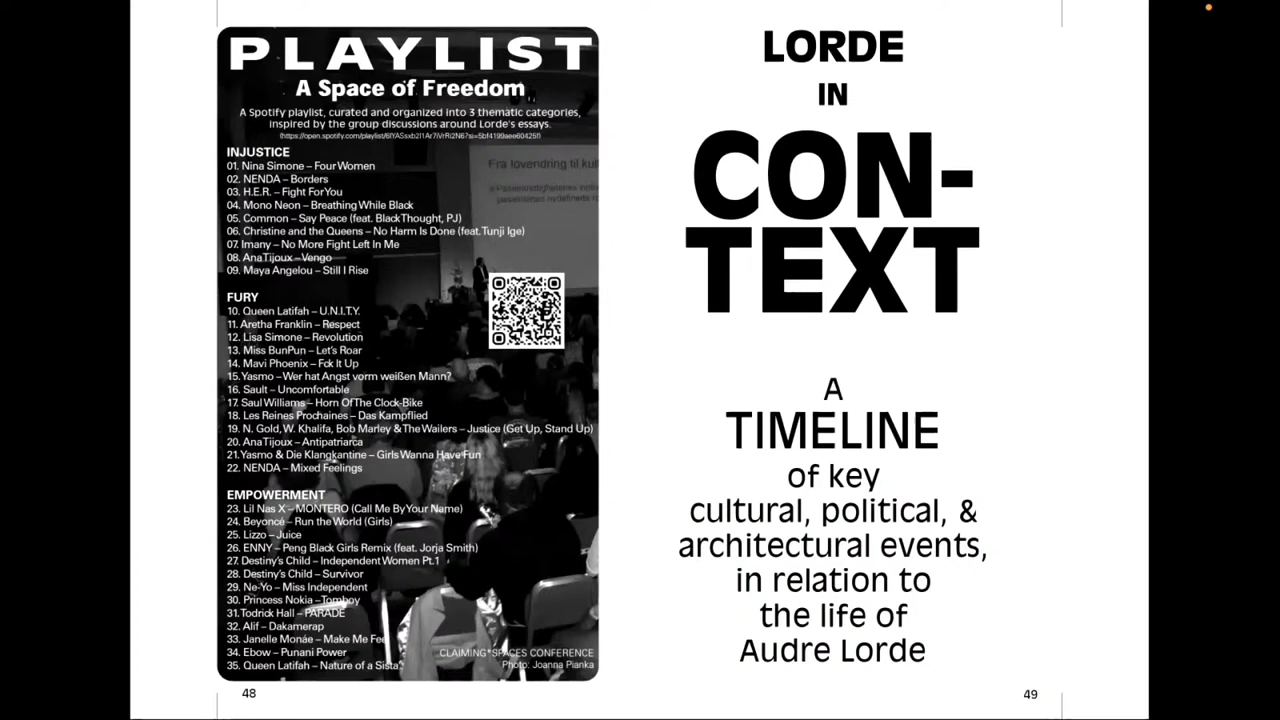 PLAYLIST
A Space of Freedom
A Spotify playlist, curated and organized into 3 thematic categories,
inspired by the group discussions around Lorde's essays.
INJUSTICE
01. Nina Simone – Four Women
02. NENDA – Borders
03. H.E.R. – Fight For You
04. Mono Neon – Breathing While Black
05. Common – Say Peace (feat. Black Thought, PJ)
06. Christine and the Queens – No Harm Is Done (feat. Tunji Ige)
07. Imany – No More Fight Left In Me
08. Ana Tijoux – Vengo
09. Maya Angelou – Still I Rise
FURY
10. Queen Latifah – U.N.I.T.Y.
11. Aretha Franklin – Respect
12. Lisa Simone – Revolution
13. Miss BunPun – Let's Roar
14. Mavi Phoenix – Fck It Up
15. Yasmo – Wer hat Angst vorm weißen Mann?
16. Sault – Uncomfortable
17. Saul Williams – Horn Of The Clock-Bike
18. Les Reines Prochaines – Das Kampflied
19. N. Gold, W. Khalifa, Bob Marley & The Wailers – Justice (Get Up, Stand Up)
20. Ana Tijoux – Antipatriarca
21. Yasmo & Die Klangkantine – Girls Wanna Have Fun
22. NENDA – Mixed Feelings
EMPOWERMENT
23. Lil Nas X – MONTERO (Call Me By Your Name)
24. Beyoncé – Run the World (Girls)
25. Lizzo – Juice
26. ENNY – Peng Black Girls Remix (feat. Jorja Smith)
27. Destiny's Child – Independent Women Pt.1
28. Destiny's Child – Survivor
29. Ne-Yo – Miss Independent
30. Princess Nokia – Tomboy
31. Todrick Hall – PARADE
32. Alif – Dakamerap
33. Janelle Monáe – Make Me Feel
34. Ebow – Punani Power
35. Queen Latifah – Nature of a Sista'
Fra lovendring til kul
CLAIMING*SPACES CONFERENCE
Photo: Joanna Pianka
48
LORDE
IN
CON-
TEXT
A
TIMELINE
of key
cultural, political, &
architectural events,
in relation to
the life of
Audre Lorde
49